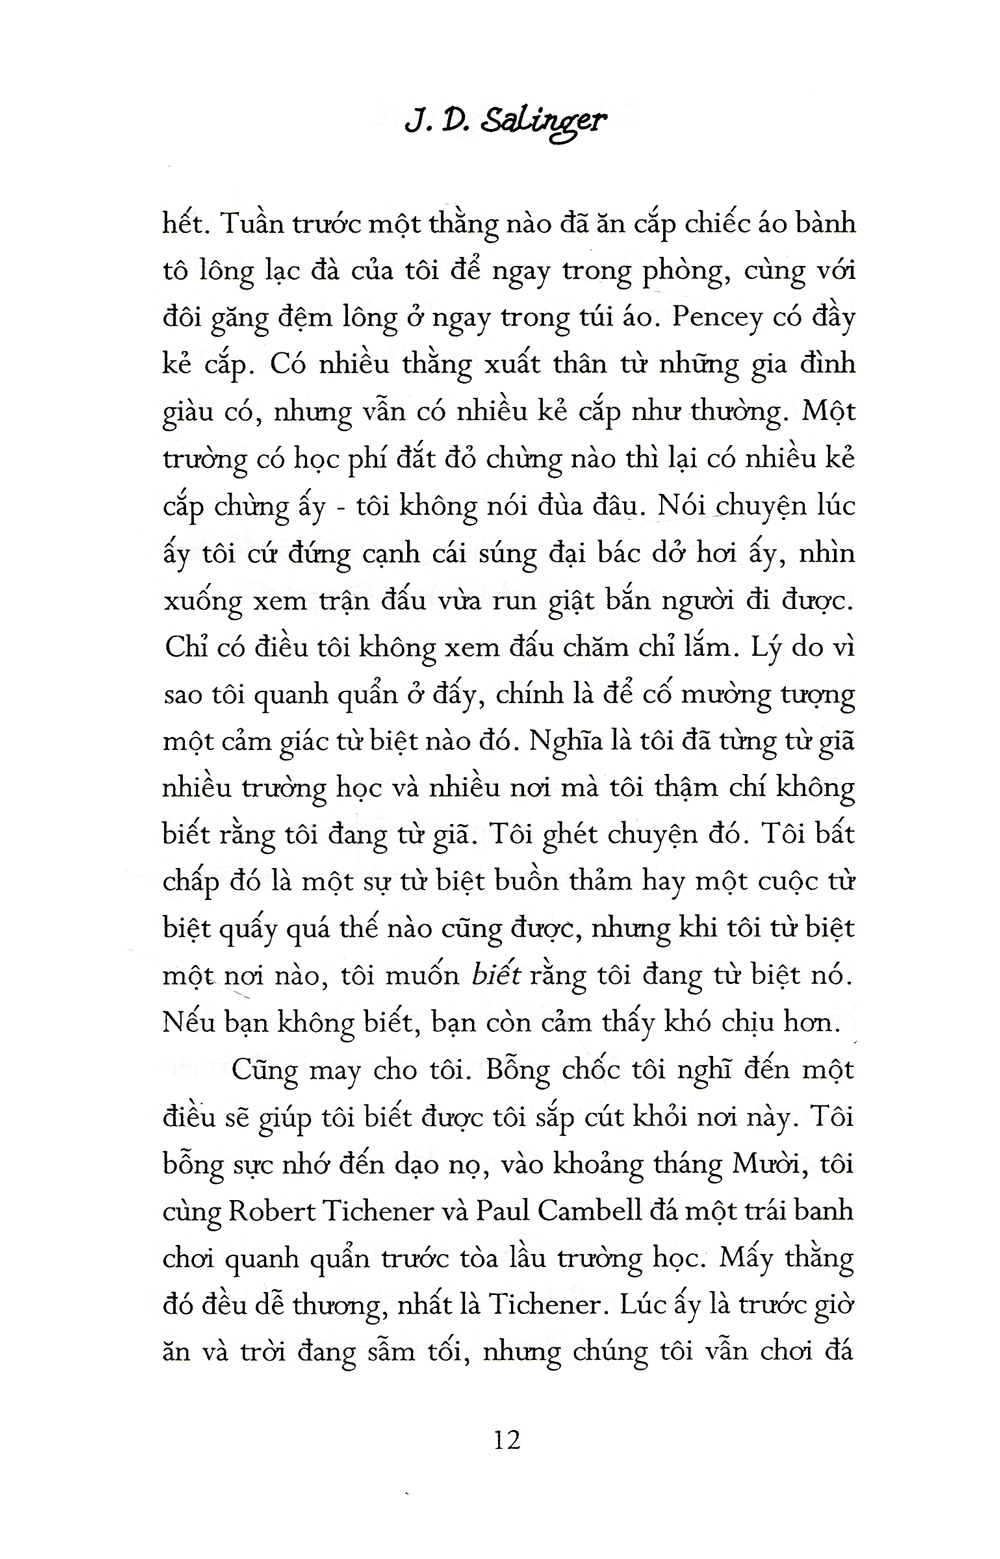 J. D. Salinger
hết. Tuần trước một thằng nào đã ăn cắp chiếc áo bành
tô lông lạc đà của tôi để ngay trong phòng, cùng với
đôi găng đệm lông ở ngay trong túi áo. Pencey có đầy
kẻ cắp. Có nhiều thằng xuất thân từ những gia đình
giàu có, nhưng vẫn có nhiều kẻ cắp như thường. Một
trường có học phí đắt đỏ chừng nào thì lại có nhiều kẻ
cắp chừng ấy - tôi không nói đùa đâu. Nói chuyện lúc
ấy tôi cứ đứng cạnh cái súng đại bác dở hơi ấy, nhìn
xuống xem trận đấu vừa run giật bắn người đi được.
Chỉ có điều tôi không xem đấu chăm chỉ lắm. Lý do vì
sao tôi quanh quẩn ở đấy, chính là để cố mường tượng
một cảm giác từ biệt nào đó. Nghĩa là tôi đã từng từ giã
nhiều trường học và nhiều nơi mà tôi thậm chí không
biết rằng tôi đang từ giã. Tôi ghét chuyện đó. Tôi bất
chấp đó là một sự từ biệt buồn thảm hay một cuộc từ
biệt quấy quá thế nào cũng được, nhưng khi tôi từ biệt
một nơi nào, tôi muốn biết rằng tôi đang từ biệt nó.
Nếu bạn không biết, bạn còn cảm thấy khó chịu hơn.
Cũng may cho tôi. Bỗng chốc tôi nghĩ đến một
điều sẽ giúp tôi biết được tôi sắp cút khỏi nơi này. Tôi
bỗng sực nhớ đến dạo nọ, vào khoảng tháng Mười, tôi
cùng Robert Tichener và Paul Cambell đá một trái banh
chơi quanh quẩn trước tòa lầu trường học. Mấy thằng
đó đều dễ thương, nhất là Tichener. Lúc ấy là trước giờ
ăn và trời đang sẫm tối, nhưng chúng tôi vẫn chơi đá
12